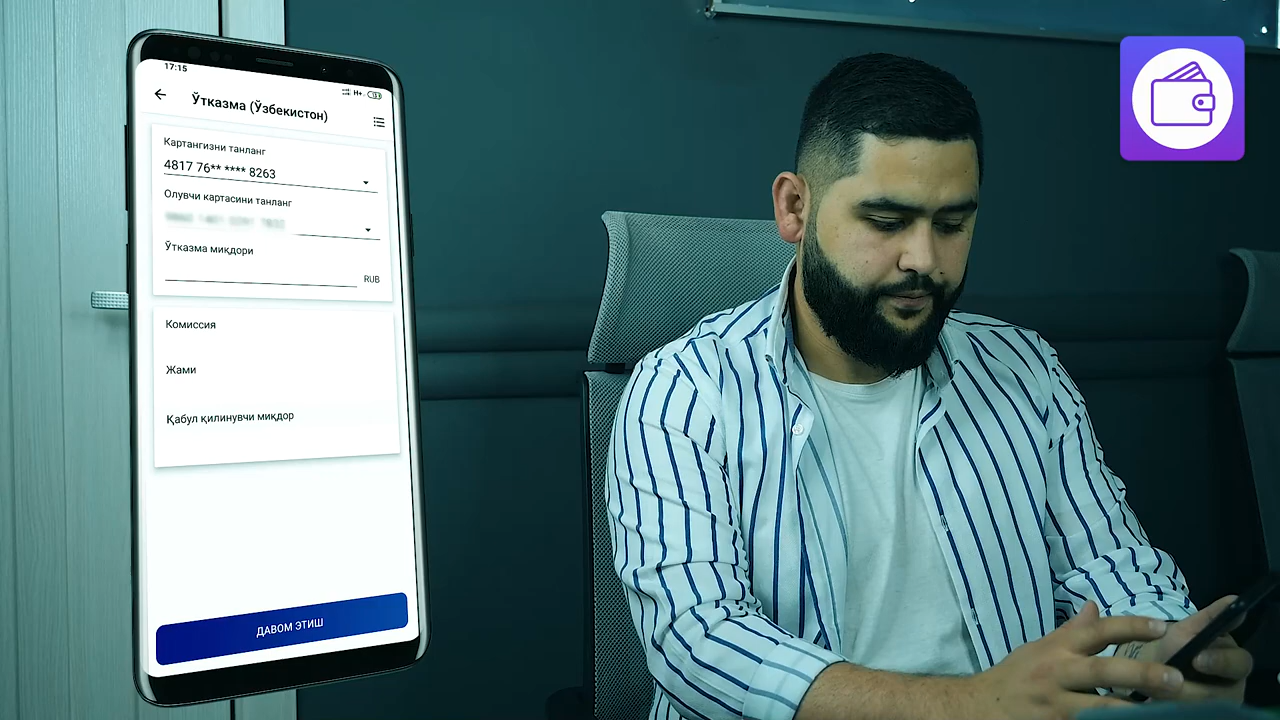 17:15
H+
Ўтказма (Ўзбекистон)
Картангизни танланг
4817 76** **** 8263
Олувчи картасини танланг
Ўтказма миқдори
RUB
Комиссия
Жами
Қабул қилинувчи миқдор
ДАВОМ ЭТИШ